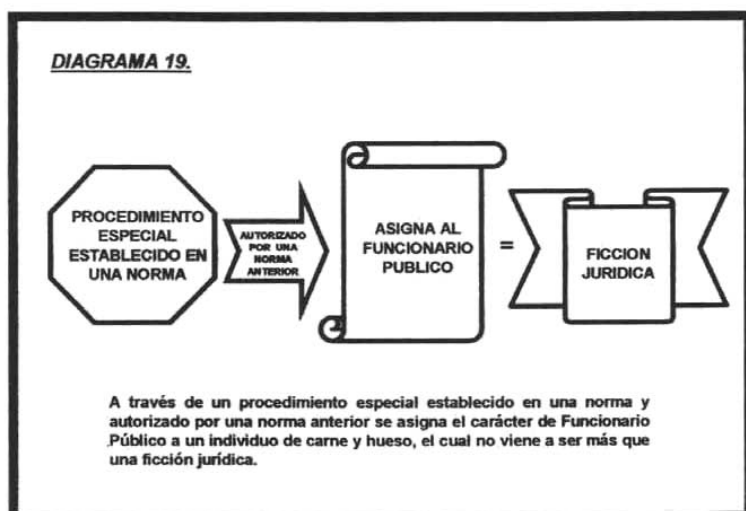 DIAGRAMA 19.
PROCEDIMIENTO
ESPECIAL
ESTABLECIDO EN
UNA NORMA
AUTORIZADO
POR UNA
NORMA
ANTERIOR
ASIGNA AL
FUNCIONARIO
PUBLICO
=
FICCION
JURIDICA
A través de un procedimiento especial establecido en una norma y
autorizado por una norma anterior se asigna el carácter de Funcionario
Público a un individuo de carne y hueso, el cual no viene a ser más que
una ficción jurídica.